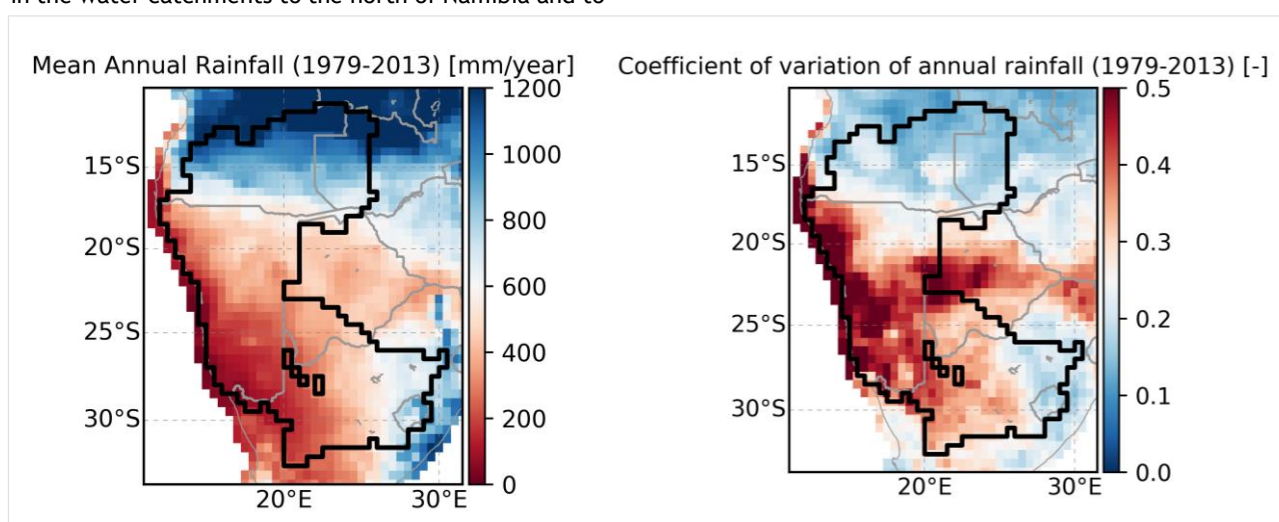 in the water catchments to the north of Namibia and to
Mean Annual Rainfall (1979-2013) [mm/year]
1200
1000
800
600
400
200
0
15°S
20°S
25°S
30°S
20°E
30°E
Coefficient of variation of annual rainfall (1979-2013) [-]
0.5
0.4
0.3
0.2
0.1
0.0
15°S
20°S
25°S
30°S
20°E
30°E